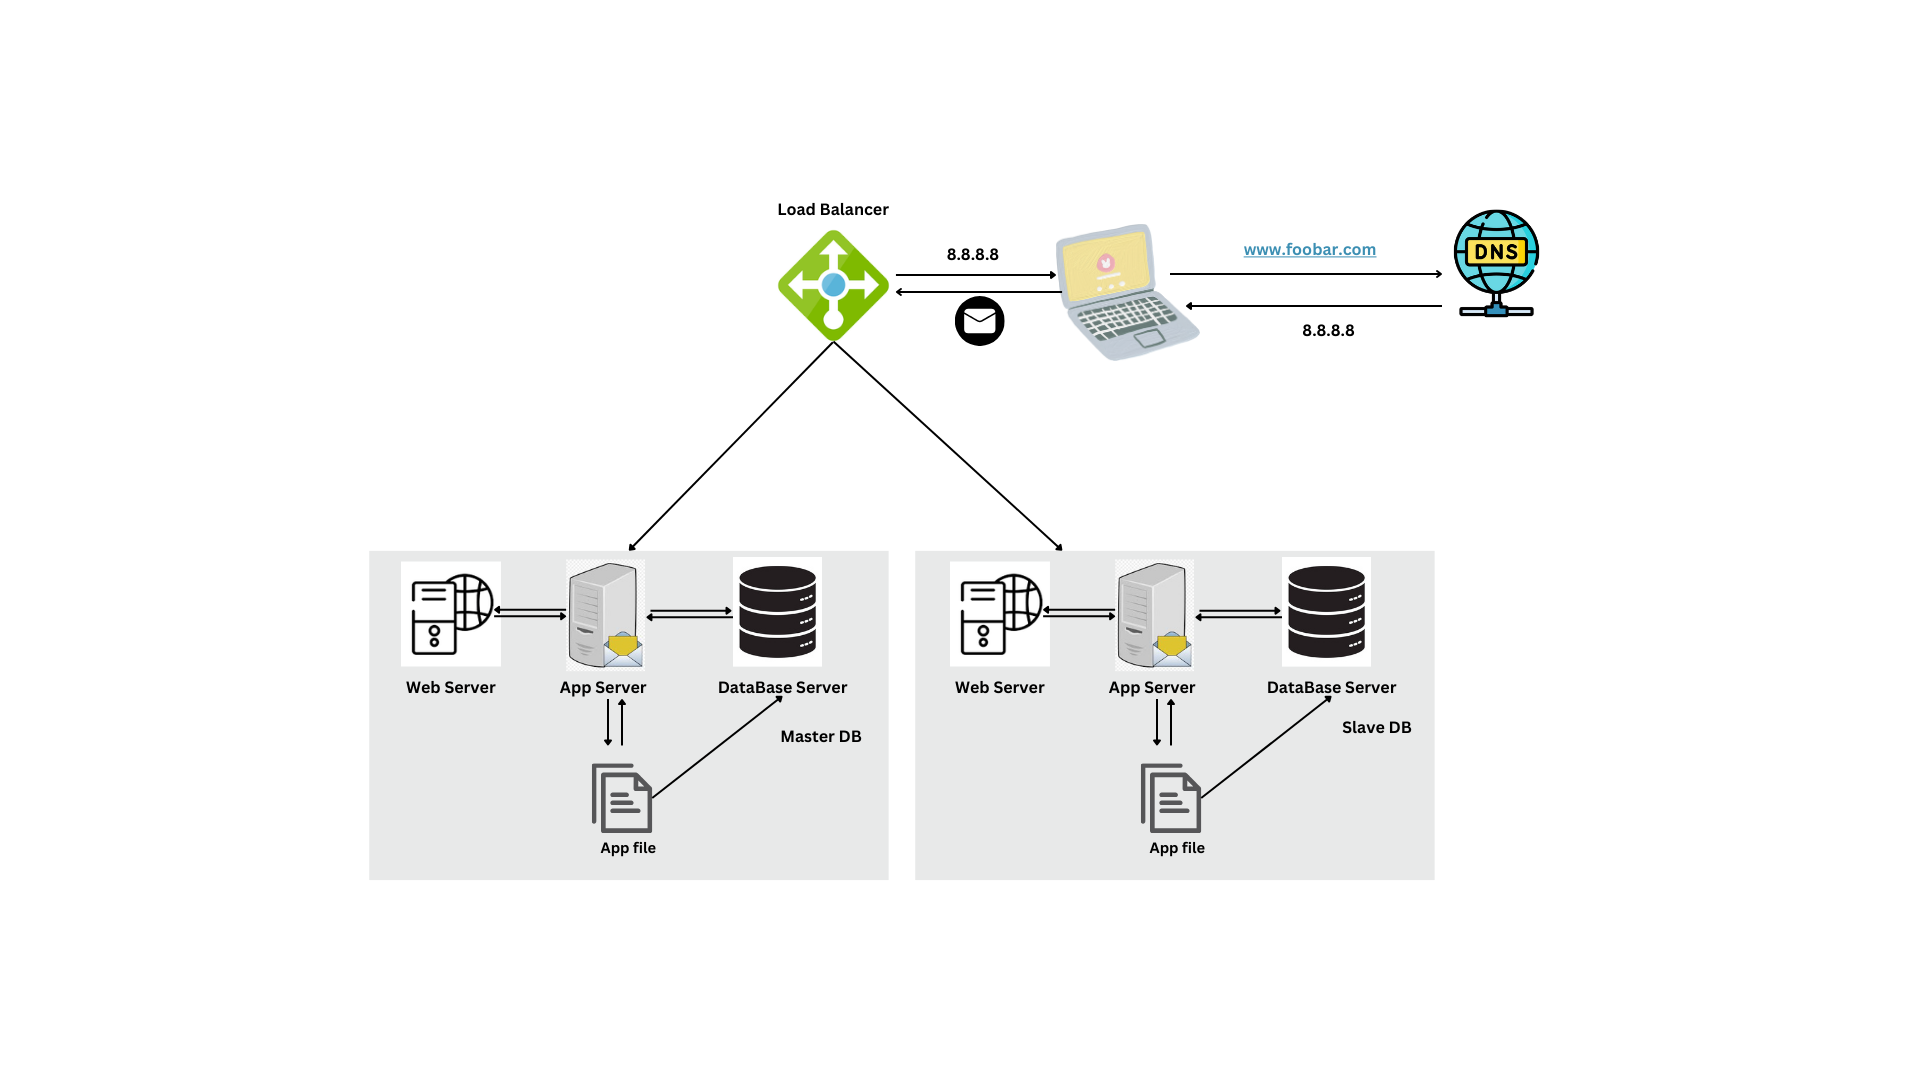 Load Balancer
8.8.8.8
www.foobar.com
DNS
8.8.8.8
Web Server
App Server
DataBase Server
Master DB
App file
Web Server
App Server
DataBase Server
Slave DB
App file